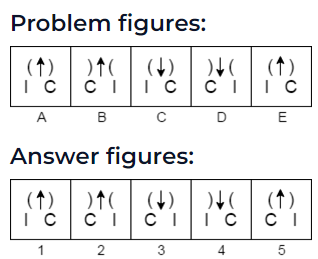 Problem figures:
(↑) )↑( (↓) )↓( (↑)
I C C I I C C I I C
A B C D E
Answer figures:
(↑) )↑( (↓) )↓( (↑)
I C C I C I I C C I
1 2 3 4 5